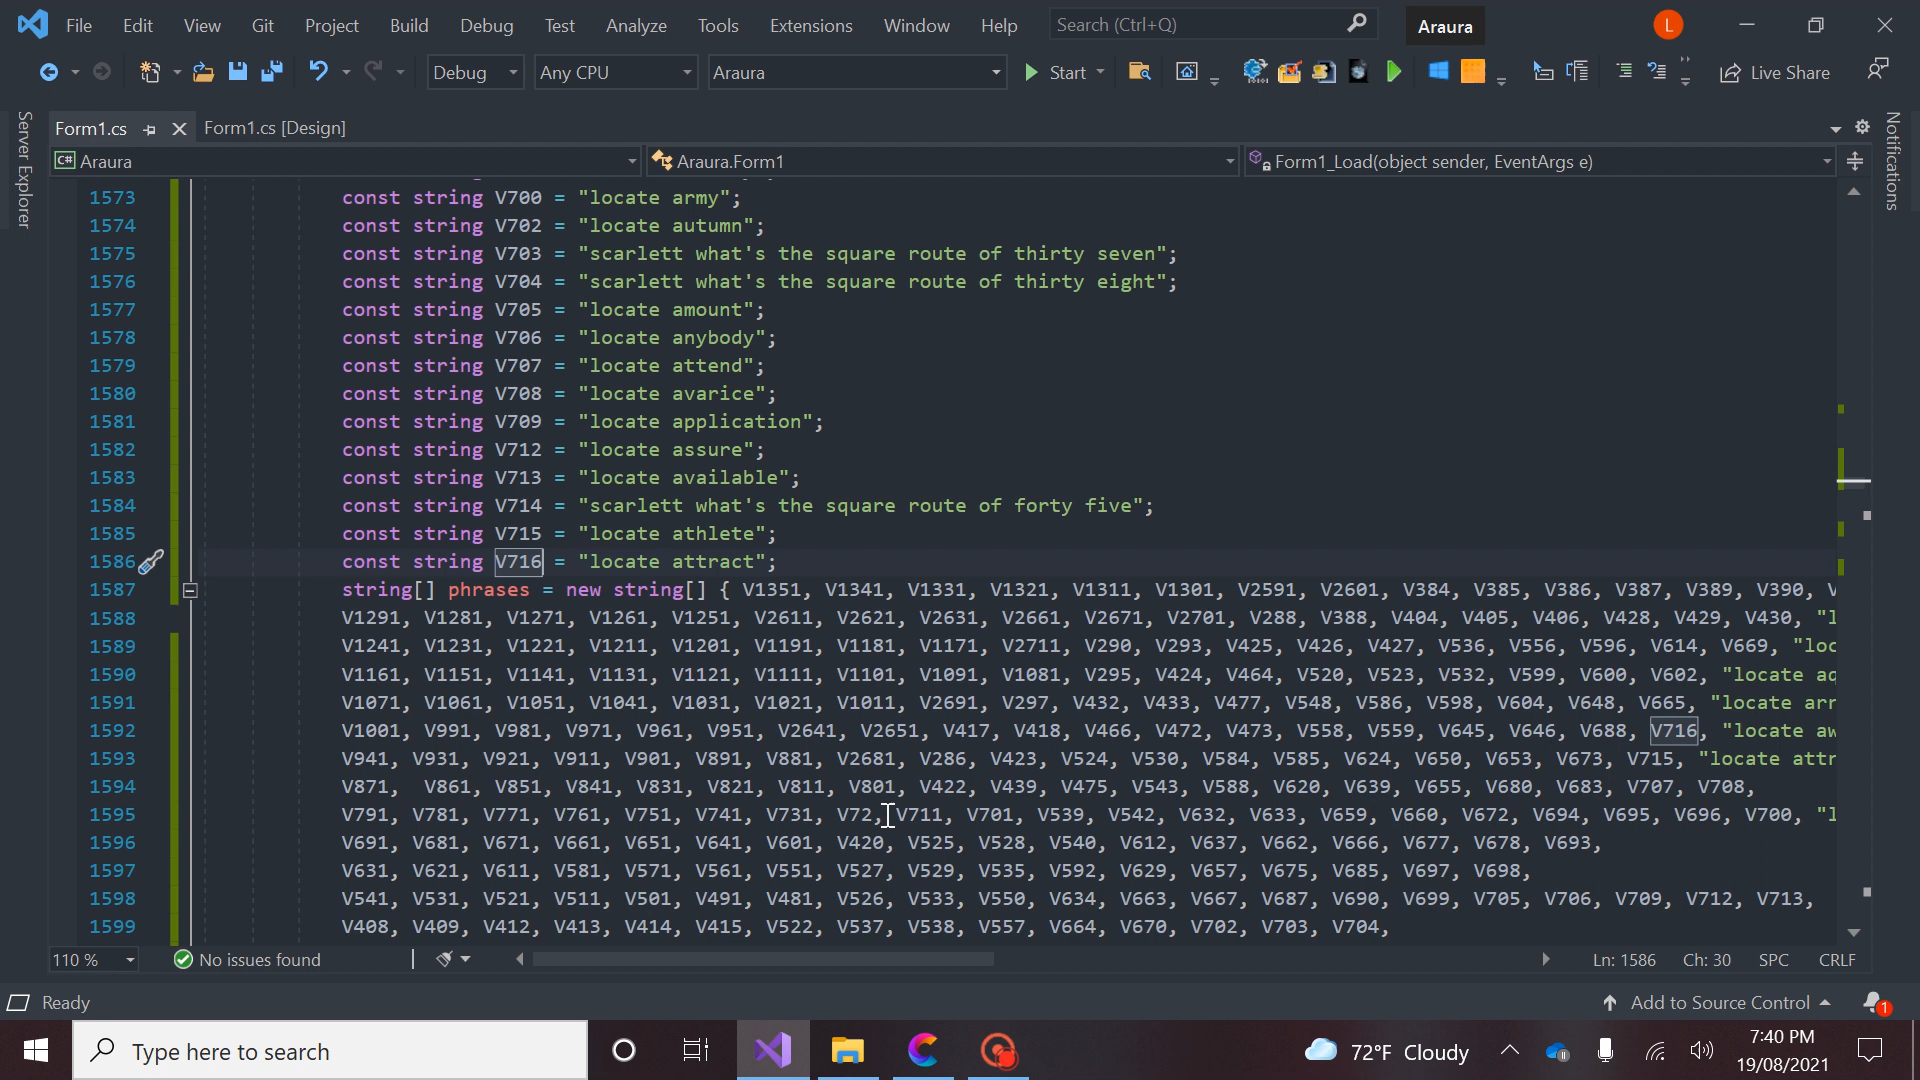 File Edit View Git Project Build Debug Test Analyze Tools Extensions Window Help Search (Ctrl+Q) Araura L
Debug Any CPU Araura Start Live Share
Server Explorer
Notifications
Form1.cs Form1.cs [Design]
C# Araura Araura.Form1 Form1_Load(object sender, EventArgs e)
1573 const string V700 = "locate army";
1574 const string V702 = "locate autumn";
1575 const string V703 = "scarlett what's the square route of thirty seven";
1576 const string V704 = "scarlett what's the square route of thirty eight";
1577 const string V705 = "locate amount";
1578 const string V706 = "locate anybody";
1579 const string V707 = "locate attend";
1580 const string V708 = "locate avarice";
1581 const string V709 = "locate application";
1582 const string V712 = "locate assure";
1583 const string V713 = "locate available";
1584 const string V714 = "scarlett what's the square route of forty five";
1585 const string V715 = "locate athlete";
1586 const string V716 = "locate attract";
1587 string[] phrases = new string[] { V1351, V1341, V1331, V1321, V1311, V1301, V2591, V2601, V384, V385, V386, V387, V389, V390, V
1588 V1291, V1281, V1271, V1261, V1251, V2611, V2621, V2631, V2661, V2671, V2701, V288, V388, V404, V405, V406, V428, V429, V430, "l
1589 V1241, V1231, V1221, V1211, V1201, V1191, V1181, V1171, V2711, V290, V293, V425, V426, V427, V536, V556, V596, V614, V669, "loc
1590 V1161, V1151, V1141, V1131, V1121, V1111, V1101, V1091, V1081, V295, V424, V464, V520, V523, V532, V599, V600, V602, "locate aq
1591 V1071, V1061, V1051, V1041, V1031, V1021, V1011, V2691, V297, V432, V433, V477, V548, V586, V598, V604, V648, V665, "locate arr
1592 V1001, V991, V981, V971, V961, V951, V2641, V2651, V417, V418, V466, V472, V473, V558, V559, V645, V646, V688, V716, "locate aw
1593 V941, V931, V921, V911, V901, V891, V881, V2681, V286, V423, V524, V530, V584, V585, V624, V650, V653, V673, V715, "locate attr
1594 V871, V861, V851, V841, V831, V821, V811, V801, V422, V439, V475, V543, V588, V620, V639, V655, V680, V683, V707, V708,
1595 V791, V781, V771, V761, V751, V741, V731, V72, V711, V701, V539, V542, V632, V633, V659, V660, V672, V694, V695, V696, V700, "l
1596 V691, V681, V671, V661, V651, V641, V601, V420, V525, V528, V540, V612, V637, V662, V666, V677, V678, V693,
1597 V631, V621, V611, V581, V571, V561, V551, V527, V529, V535, V592, V629, V657, V675, V685, V697, V698,
1598 V541, V531, V521, V511, V501, V491, V481, V526, V533, V550, V634, V663, V667, V687, V690, V699, V705, V706, V709, V712, V713,
1599 V408, V409, V412, V413, V414, V415, V522, V537, V538, V557, V664, V670, V702, V703, V704,
110 % No issues found Ln: 1586 Ch: 30 SPC CRLF
Ready Add to Source Control 1
Type here to search 72°F Cloudy 7:40 PM
19/08/2021